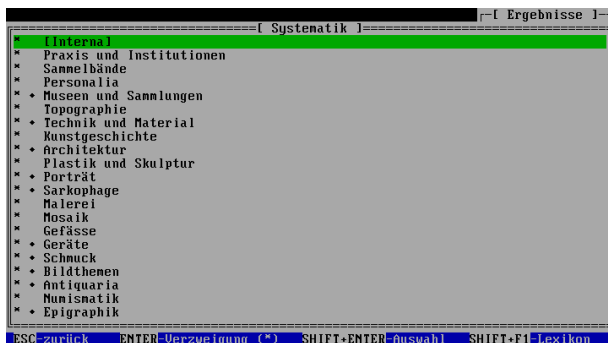 [ Ergebnisse ]
[ Systematik ]
* [Interna]
* Praxis und Institutionen
* Sammelbände
* Personalia
* ♦ Museen und Sammlungen
* Topographie
* ♦ Technik und Material
* Kunstgeschichte
* ♦ Architektur
* Plastik und Skulptur
* ♦ Porträt
* ♦ Sarkophage
* Malerei
* Mosaik
* Gefässe
* ♦ Geräte
* ♦ Schmuck
* ♦ Bildthemen
* ♦ Antiquaria
* Numismatik
* ♦ Epigraphik
ESC-zurück ENTER-Verzweigung (*) SHIFT+ENTER-Auswahl SHIFT+F1-Lexikon